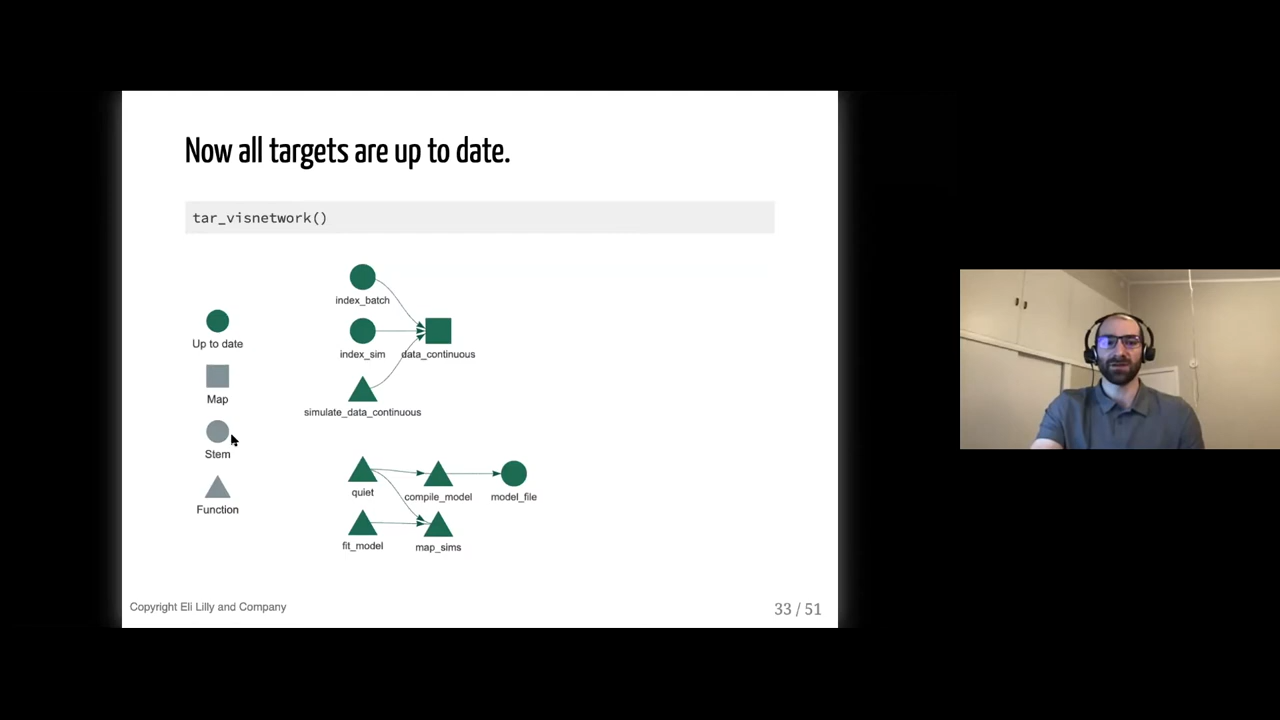 Now all targets are up to date.
tar_visnetwork()
index_batch
Up to date
index_sim
data_continuous
Map
simulate_data_continuous
Stem
quiet
compile_model
model_file
Function
fit_model
map_sims
Copyright Eli Lilly and Company
33 / 51